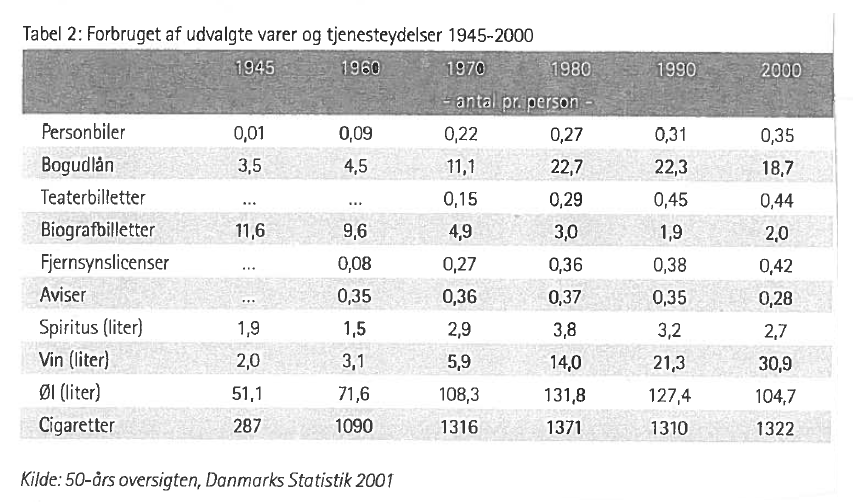 Tabel 2: Forbruget af udvalgte varer og tjenesteydelser 1945-2000
1945 1960 1970 1980 1990 2000
- antal pr. person -
Personbiler 0,01 0,09 0,22 0,27 0,31 0,35
Bogudlån 3,5 4,5 11,1 22,7 22,3 18,7
Teaterbilletter ... ... 0,15 0,29 0,45 0,44
Biografbilletter 11,6 9,6 4,9 3,0 1,9 2,0
Fjernsynslicenser ... 0,08 0,27 0,36 0,38 0,42
Aviser ... 0,35 0,36 0,37 0,35 0,28
Spiritus (liter) 1,9 1,5 2,9 3,8 3,2 2,7
Vin (liter) 2,0 3,1 5,9 14,0 21,3 30,9
Øl (liter) 51,1 71,6 108,3 131,8 127,4 104,7
Cigaretter 287 1090 1316 1371 1310 1322
Kilde: 50-års oversigten, Danmarks Statistik 2001